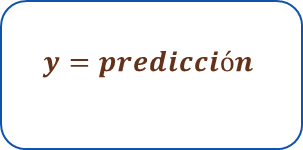 y = predicción